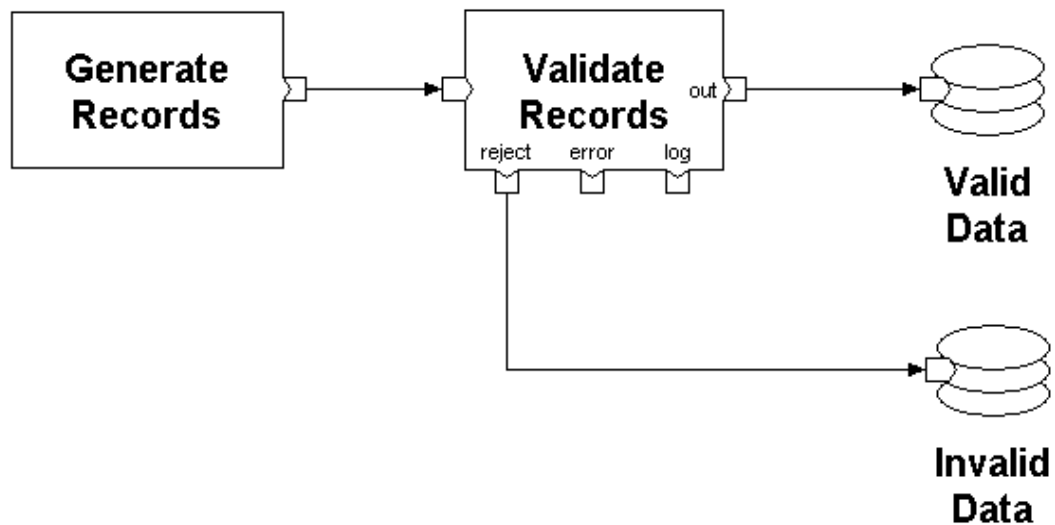 Generate
Records
Validate
Records
out
reject error log
Valid
Data
Invalid
Data